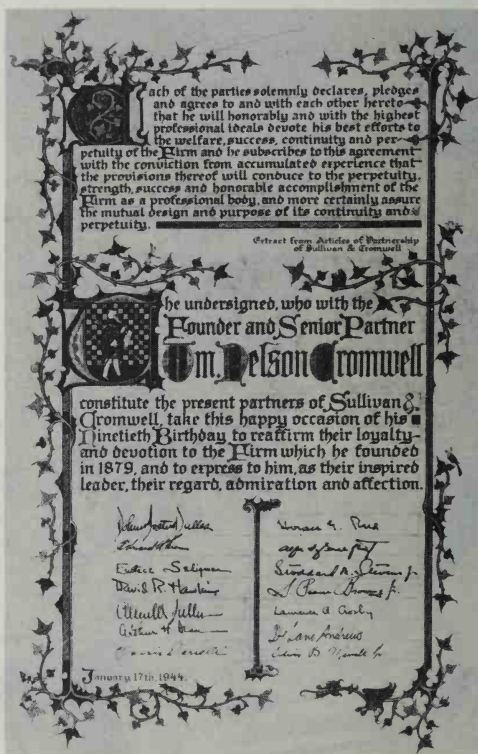 Each of the parties solemnly declares, pledges
and agrees to and with each other hereto
that he will honorably and with the highest
professional ideals devote his best efforts to
the welfare, success, continuity and per-
petuity of the Firm and he subscribes to this agreement
with the conviction from accumulated experience that
the provisions thereof will conduce to the perpetuity,
strength, success and honorable accomplishment of the
Firm as a professional body, and more certainly assure
the mutual design and purpose of its continuity and
perpetuity.
Extract from Articles of Partnership
of Sullivan & Cromwell
The undersigned, who with the
Founder and Senior Partner
Wm. Nelson Cromwell
constitute the present partners of Sullivan &
Cromwell, take this happy occasion of his
Ninetieth Birthday to reaffirm their loyalty
and devotion to the Firm which he founded
in 1879, and to express to him, as their inspired
leader, their regard, admiration and affection.
John Foster Dulles
Eustace Seligman
David R. Hawkins
Allen W. Dulles
Arthur H. Dean
Horace G. Reed
Stoddard M. Stevens Jr.
Laurence A. Crosby
DeLano Andrews
January 17th, 1944.